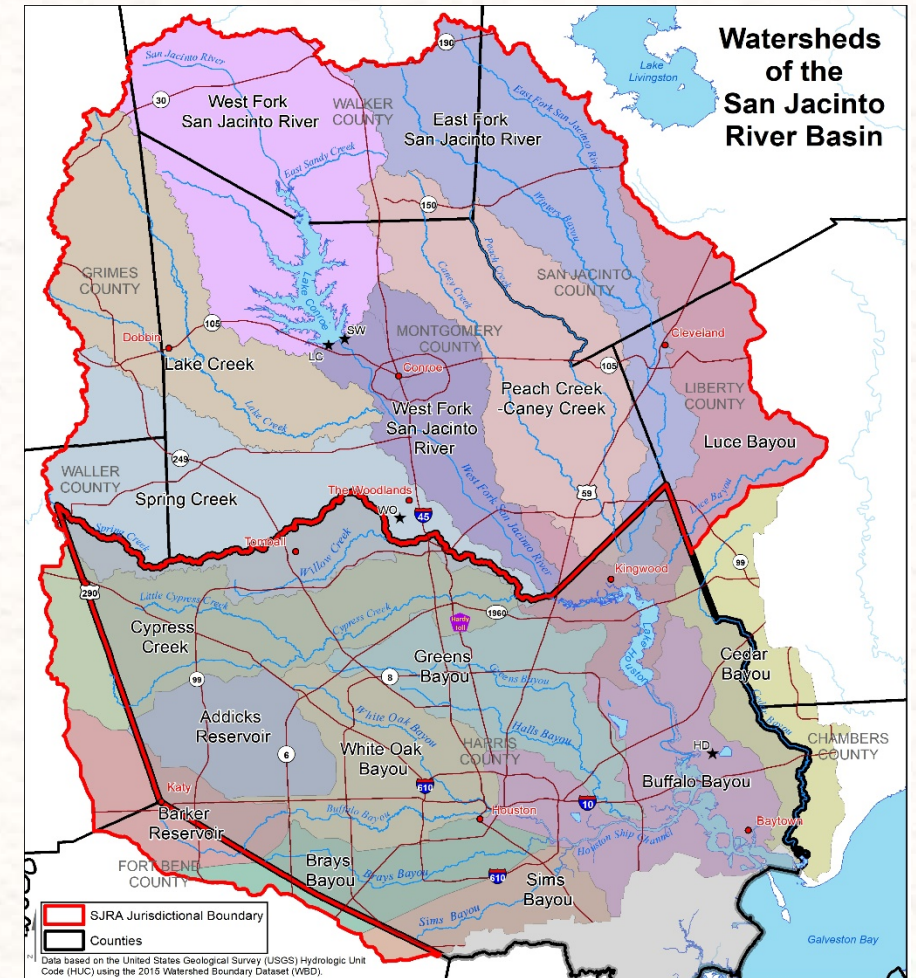 Watersheds
of the
San Jacinto
River Basin
Lake
Livingston
190
San Jacinto River
30
West Fork
San Jacinto River
WALKER
COUNTY
East Fork
San Jacinto River
East Fork San Jacinto River
East Sandy Creek
150
Winters Bayou
Peach Creek
Caney Creek
GRIMES
COUNTY
SAN JACINTO
COUNTY
Lake Conroe
105
SW
LC
MONTGOMERY
COUNTY
Cleveland
Dobbin
Lake Creek
Conroe
105
Peach Creek
-Caney Creek
LIBERTY
COUNTY
West Fork
San Jacinto
River
Lake Creek
Luce Bayou
249
WALLER
COUNTY
Spring Creek
The Woodlands
WO
45
59
West Fork San Jacinto River
Luce Bayou
Spring Creek
Tomball
Willow Creek
Kingwood
99
290
Little Cypress Creek
Cypress Creek
1960
Hardy
toll
Cypress
Creek
Lake Houston
Greens
Bayou
Cedar
Bayou
99
8
Greens Bayou
Cedar Bayou
Addicks
Reservoir
White Oak Bayou
Halls Bayou
6
White Oak
Bayou
HARRIS
COUNTY
HD
CHAMBERS
COUNTY
Buffalo Bayou
610
Katy
10
Barker
Reservoir
Buffalo Bayou
Houston
Houston Ship Channel
Baytown
FORT BEND
COUNTY
Brays
Bayou
Brays Bayou
610
Sims
Bayou
Sims Bayou
SJRA Jurisdictional Boundary
Counties
Galveston Bay
Data based on the United States Geological Survey (USGS) Hydrologic Unit
Code (HUC) using the 2015 Watershed Boundary Dataset (WBD).